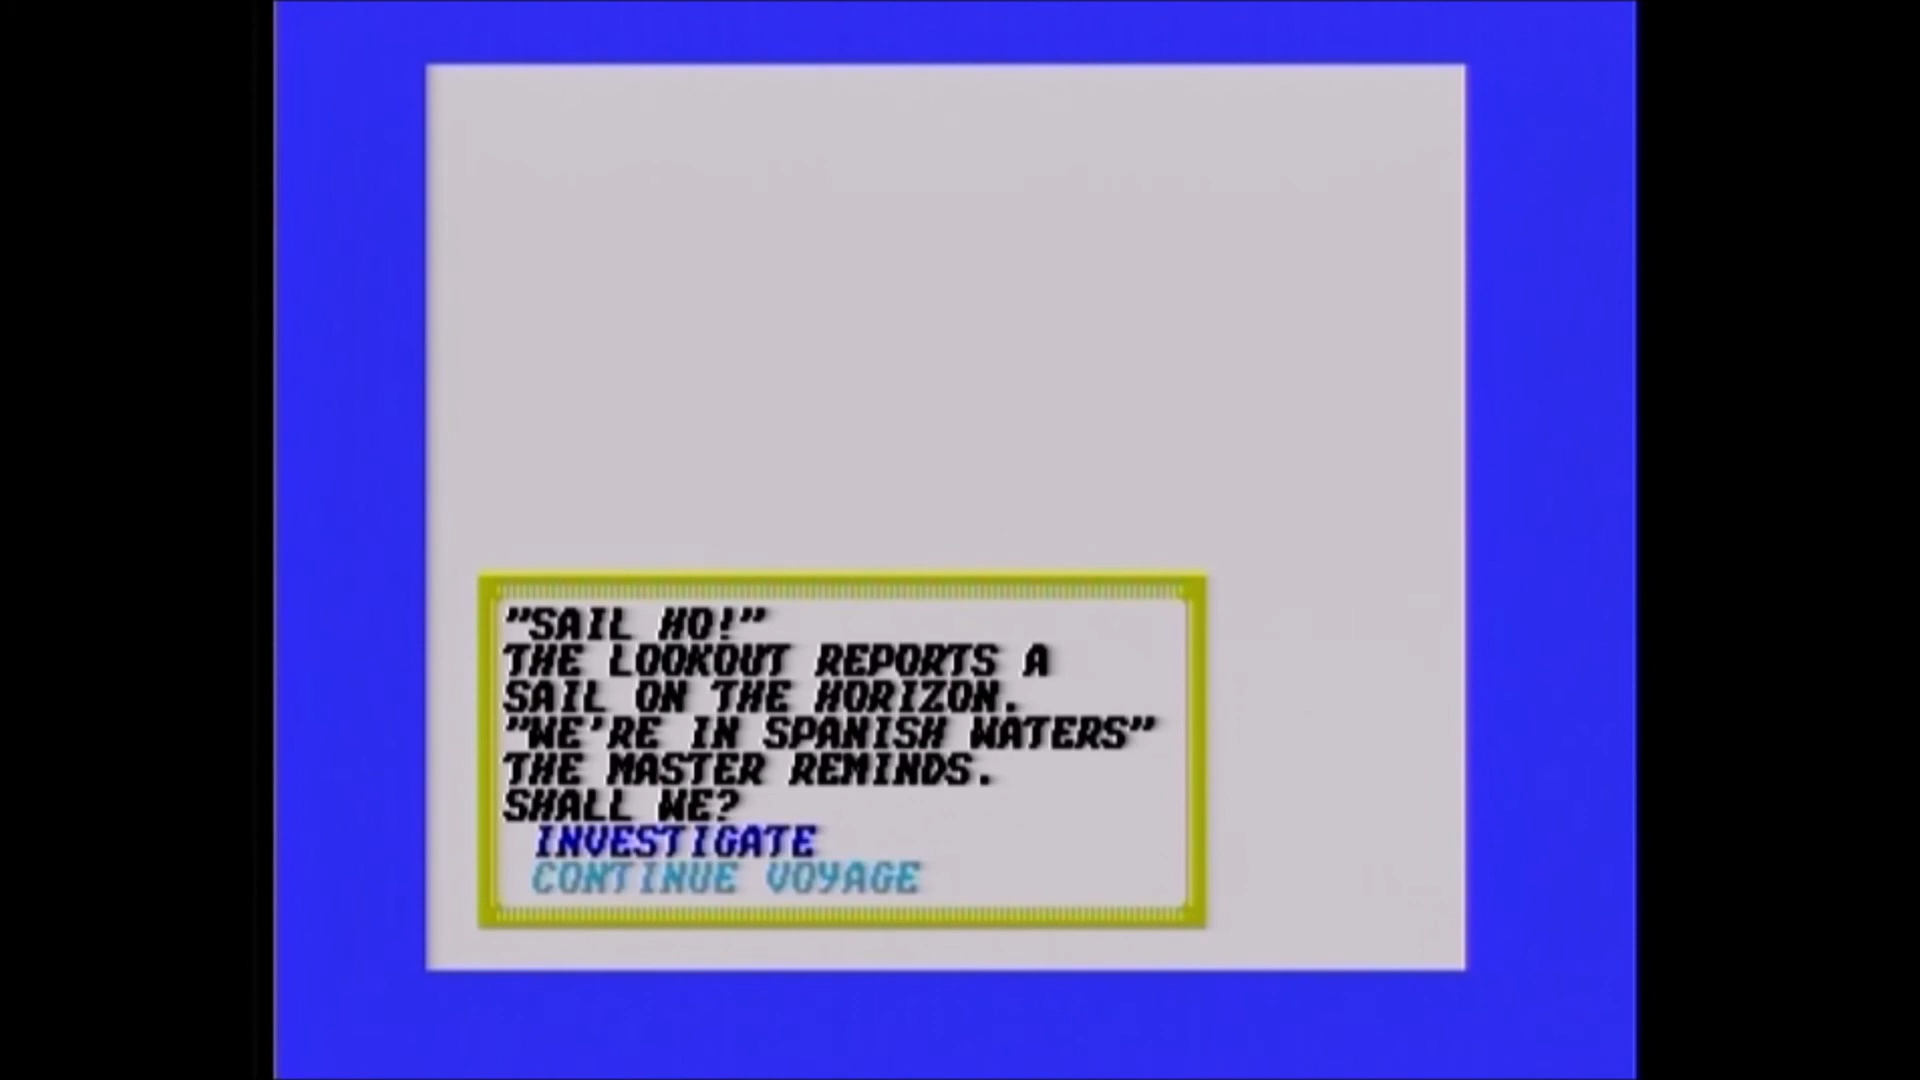 "SAIL HO!"
THE LOOKOUT REPORTS A
SAIL ON THE HORIZON.
"WE'RE IN SPANISH WATERS"
THE MASTER REMINDS.
SHALL WE?
INVESTIGATE
CONTINUE VOYAGE